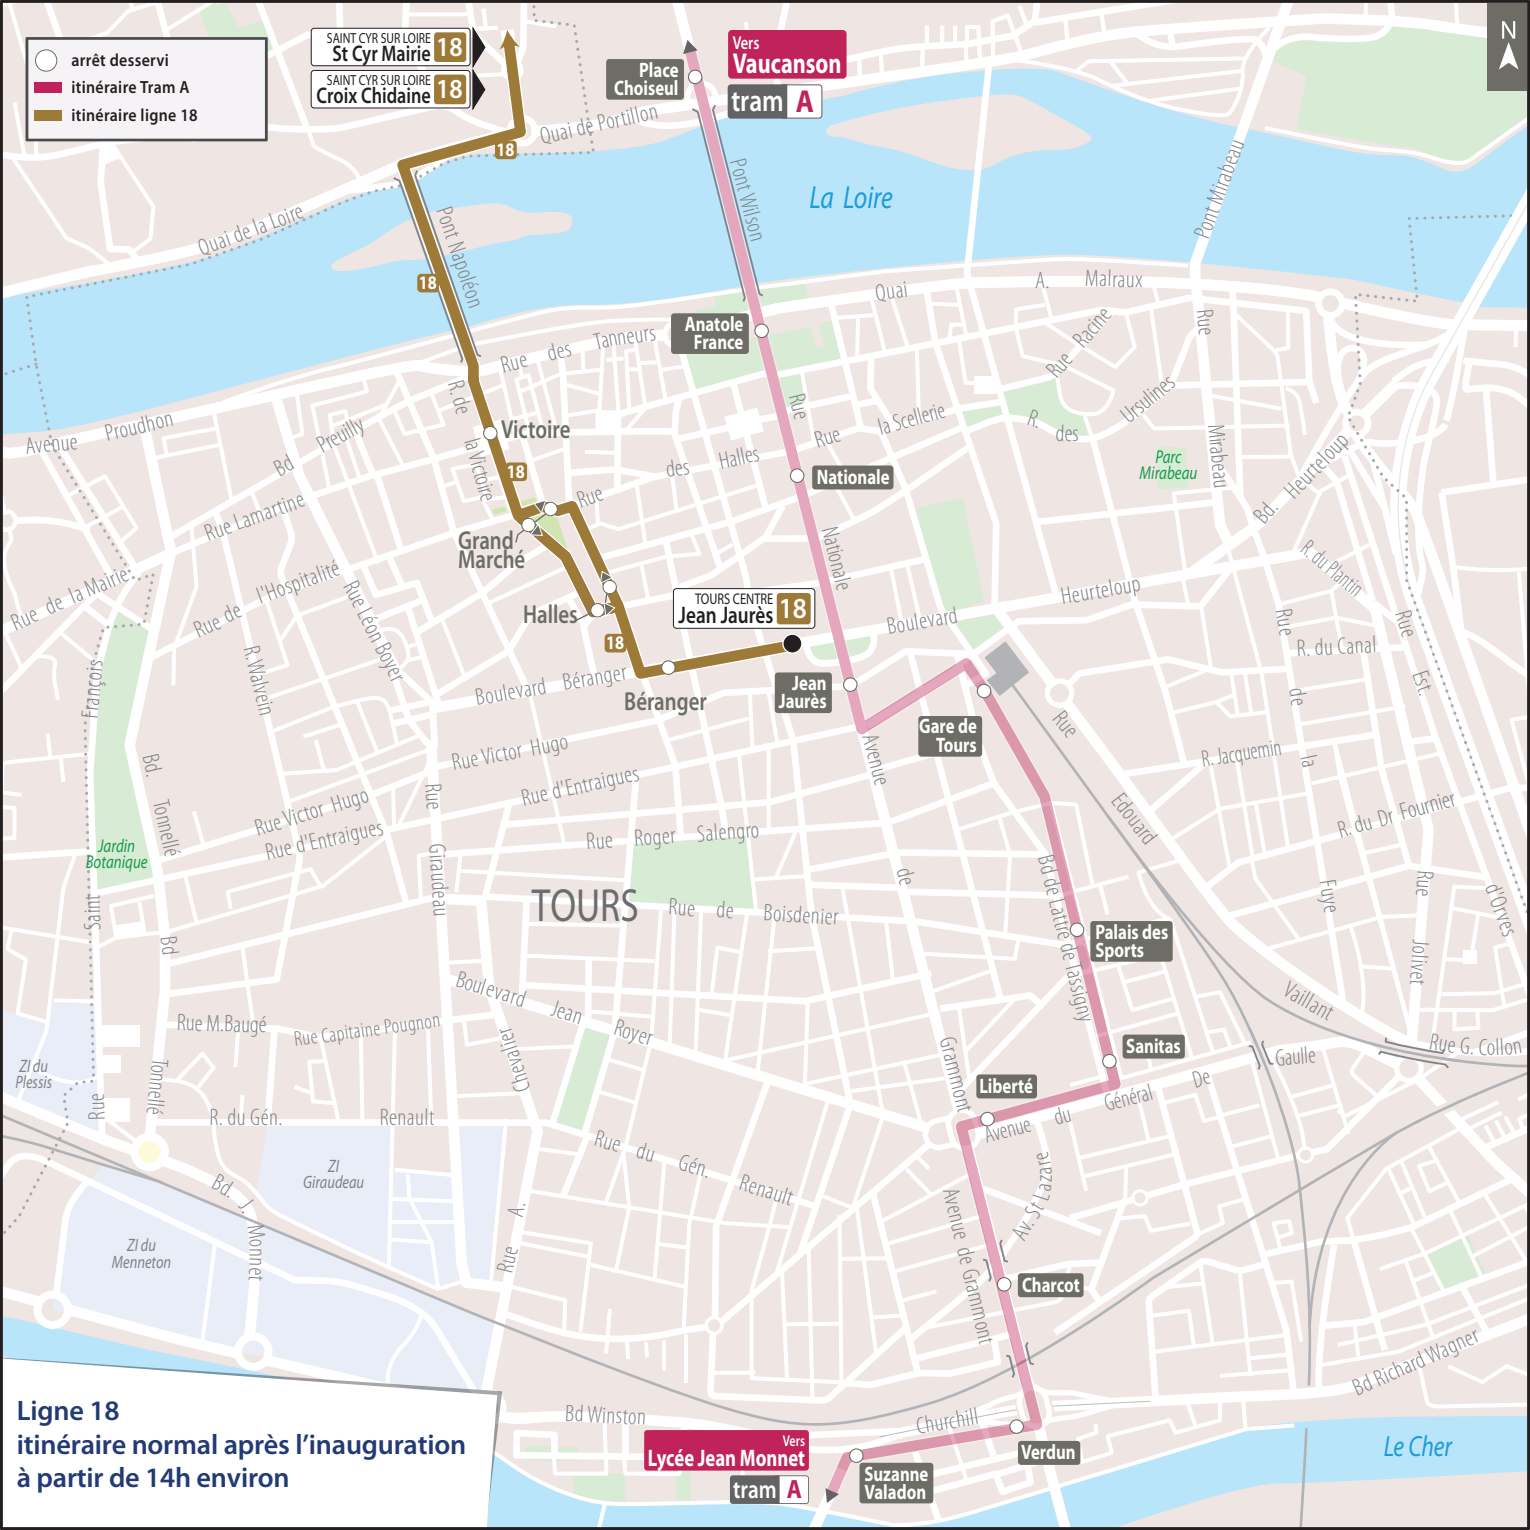 arrêt desservi
itinéraire Tram A
itinéraire ligne 18
SAINT CYR SUR LOIRE
St Cyr Mairie 18
SAINT CYR SUR LOIRE
Croix Chidaine 18
Place
Choiseul
Vers
Vaucanson
tram A
N
18
Quai de Portillon
Pont Mirabeau
Pont Wilson
La Loire
Quai de la Loire
Pont Napoléon
18
Quai
A. Malraux
Anatole
France
Rue des Tanneurs
Rue Racine
Rue Mirabeau
R. de la Victoire
Victoire
18
Avenue Proudhon
Bd Preuilly
Rue
Rue la Scellerie
R. des Ursulines
Parc
Mirabeau
Rue des Halles
Nationale
Bd. Heurteloup
Rue Lamartine
Grand
Marché
Nationale
R. du Plantin
Rue de la Mairie
Rue de l'Hospitalité
Rue Léon Boyer
Halles
18
TOURS CENTRE
Jean Jaurès 18
Boulevard Heurteloup
R. Walvein
Boulevard Béranger
Béranger
Jean
Jaurès
Gare de
Tours
Rue de la Fuye
R. du Canal
Rue Est.
d'Orves
Rue Saint François
Bd. Tonnellé
Rue Victor Hugo
Rue d'Entraigues
Rue Victor Hugo
Rue d'Entraigues
Avenue de Grammont
Rue Edouard Vaillant
R. Jacquemin
R. du Dr Fournier
Jardin
Botanique
Rue Giraudeau
Rue Roger Salengro
TOURS
Rue de Boisdenier
Bd de Lattre de Tassigny
Palais des
Sports
Rue Jolivet
Bd Tonnellé
Boulevard Jean Royer
Rue M.Baugé
Rue Capitaine Pougnon
Rue A. Chevalier
Sanitas
Gaulle
Rue G. Collon
ZI du
Plessis
Rue
Liberté
Avenue du Général De
R. du Gén. Renault
Rue du Gén. Renault
ZI
Giraudeau
Av. St Lazare
Bd. J. Monnet
ZI du
Menneton
Avenue de Grammont
Charcot
Bd Richard Wagner
Bd Winston Churchill
Verdun
Le Cher
Vers
Lycée Jean Monnet
tram A
Suzanne
Valadon
Ligne 18
itinéraire normal après l’inauguration
à partir de 14h environ